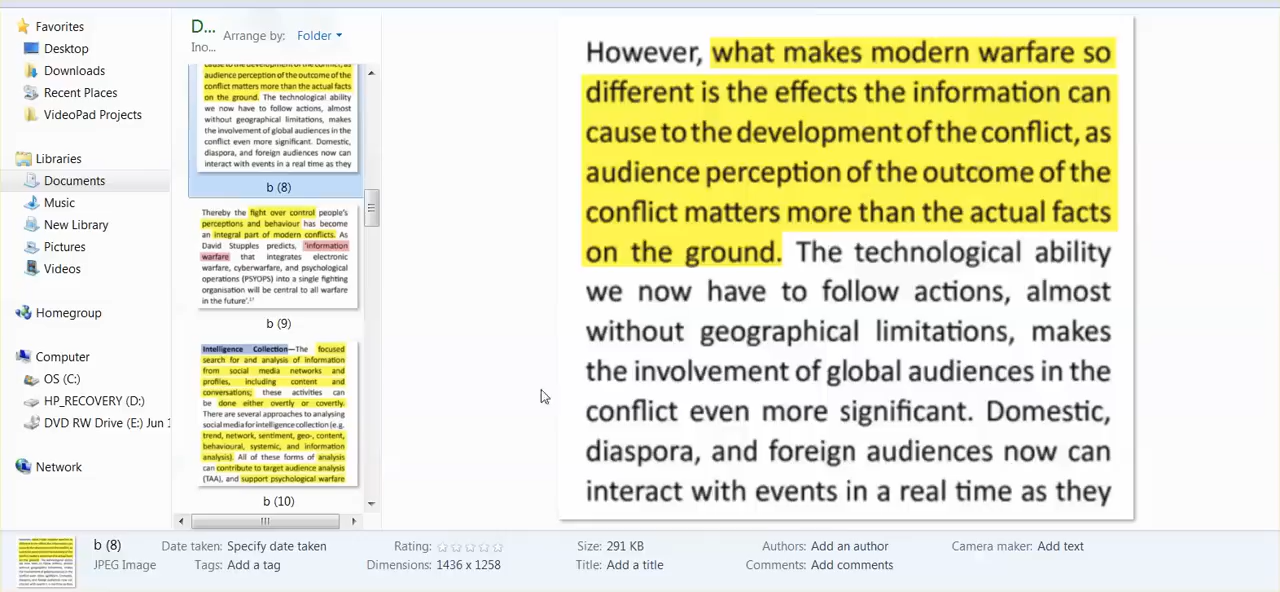 Favorites
Desktop
Downloads
Recent Places
VideoPad Projects
Libraries
Documents
Music
New Library
Pictures
Videos
Homegroup
Computer
OS (C:)
HP_RECOVERY (D:)
DVD RW Drive (E:) Jun 1
Network
D...
Ino...
Arrange by: Folder
cause to the development of the conflict, as
audience perception of the outcome of the
conflict matters more than the actual facts
on the ground. The technological ability
we now have to follow actions, almost
without geographical limitations, makes
the involvement of global audiences in the
conflict even more significant. Domestic,
diaspora, and foreign audiences now can
interact with events in a real time as they
b (8)
Thereby the fight over control people's
perceptions and behaviour has become
an integral part of modern conflicts. As
David Stupples predicts, 'information
warfare that integrates electronic
warfare, cyberwarfare, and psychological
operations (PSYOPS) into a single fighting
organisation will be central to all warfare
in the future'.¹⁷
b (9)
Intelligence Collection—The focused
search for and analysis of information
from social media networks and
profiles, including content and
conversations; these activities can
be done either overtly or covertly.
There are several approaches to analysing
social media for intelligence collection (e.g.
trend, network, sentiment, geo-, content,
behavioural, systemic, and information
analysis). All of these forms of analysis
can contribute to target audience analysis
(TAA), and support psychological warfare
b (10)
However, what makes modern warfare so
different is the effects the information can
cause to the development of the conflict, as
audience perception of the outcome of the
conflict matters more than the actual facts
on the ground. The technological ability
we now have to follow actions, almost
without geographical limitations, makes
the involvement of global audiences in the
conflict even more significant. Domestic,
diaspora, and foreign audiences now can
interact with events in a real time as they
b (8)
JPEG Image
Date taken: Specify date taken
Tags: Add a tag
Rating:
Dimensions: 1436 x 1258
Size: 291 KB
Title: Add a title
Authors: Add an author
Comments: Add comments
Camera maker: Add text